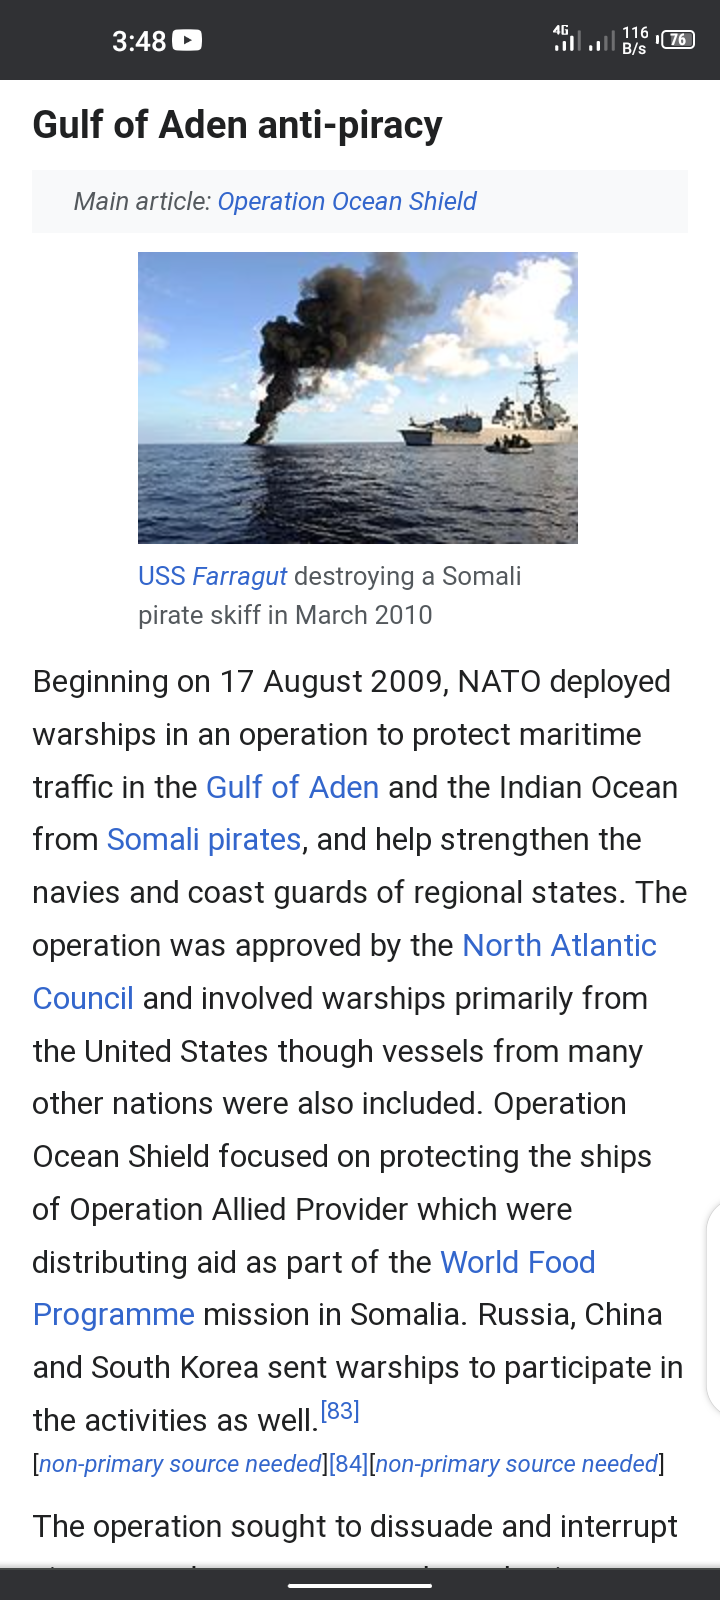 3:48
4G
116
B/s
76
Gulf of Aden anti-piracy
Main article: Operation Ocean Shield
USS Farragut destroying a Somali
pirate skiff in March 2010
Beginning on 17 August 2009, NATO deployed
warships in an operation to protect maritime
traffic in the Gulf of Aden and the Indian Ocean
from Somali pirates, and help strengthen the
navies and coast guards of regional states. The
operation was approved by the North Atlantic
Council and involved warships primarily from
the United States though vessels from many
other nations were also included. Operation
Ocean Shield focused on protecting the ships
of Operation Allied Provider which were
distributing aid as part of the World Food
Programme mission in Somalia. Russia, China
and South Korea sent warships to participate in
the activities as well.[83]
[non-primary source needed][84][non-primary source needed]
The operation sought to dissuade and interrupt